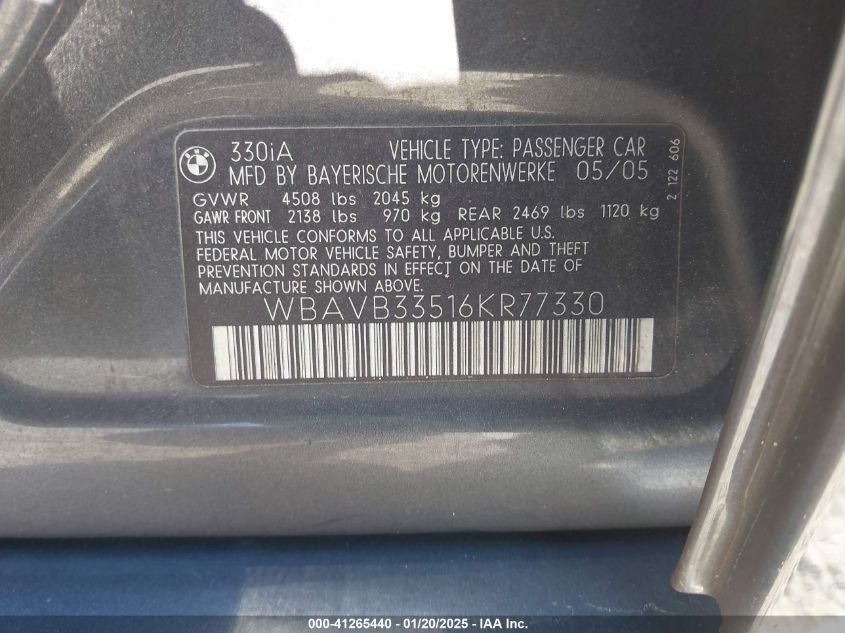 BMW
330iA VEHICLE TYPE: PASSENGER CAR
MFD BY BAYERISCHE MOTORENWERKE 05/05
GVWR 4508 lbs 2045 kg
GAWR FRONT 2138 lbs 970 kg REAR 2469 lbs 1120 kg
THIS VEHICLE CONFORMS TO ALL APPLICABLE U.S.
FEDERAL MOTOR VEHICLE SAFETY, BUMPER AND THEFT
PREVENTION STANDARDS IN EFFECT ON THE DATE OF
MANUFACTURE SHOWN ABOVE.
WBAVB33516KR77330
2 122 606
000-41265440 - 01/20/2025 - IAA Inc.